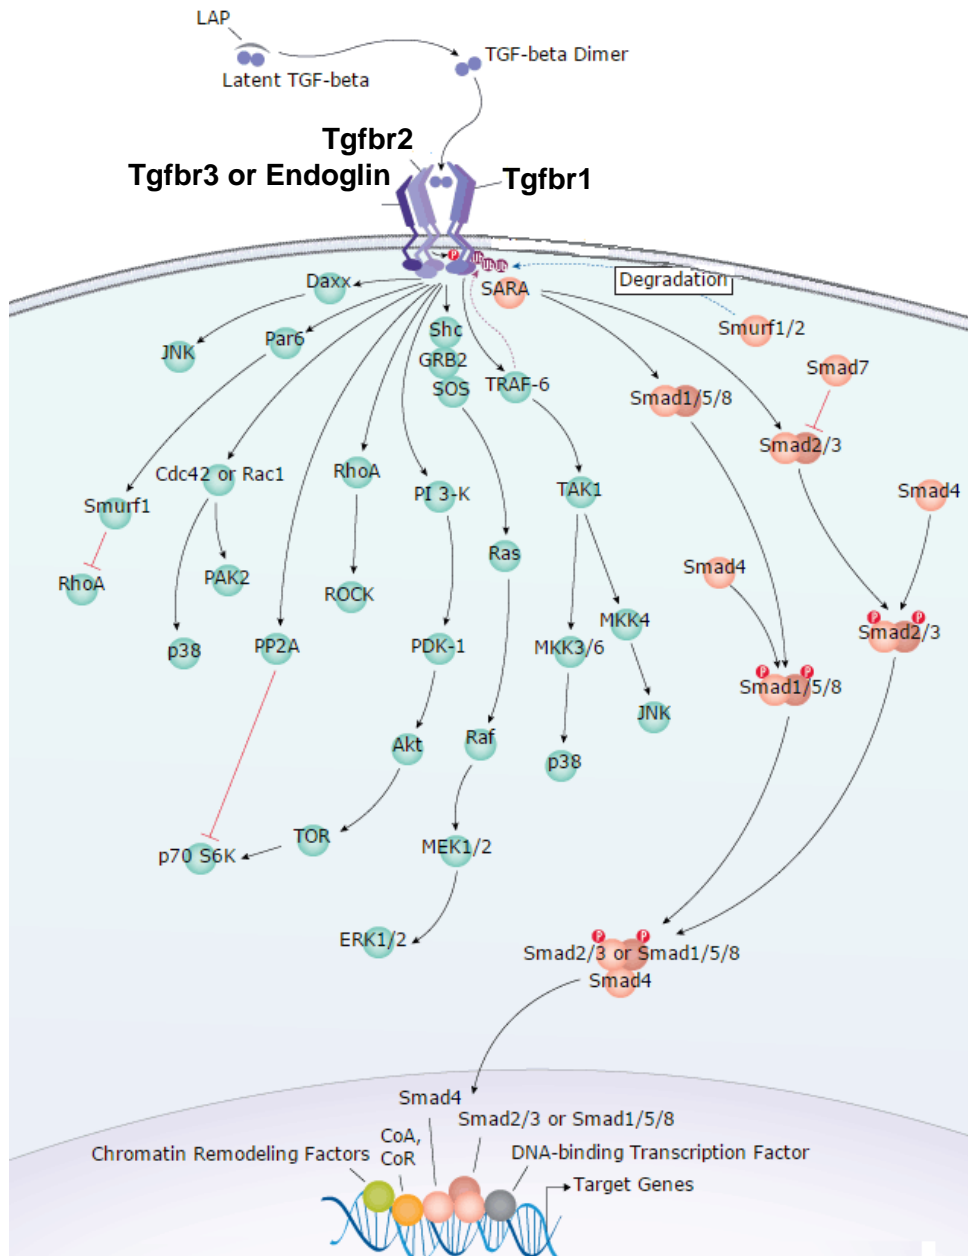 LAP
Latent TGF-beta
TGF-beta Dimer
Tgfbr2
Tgfbr3 or Endoglin
Tgfbr1
P
Ub
Ub
Ub
Daxx
SARA
Degradation
Smurf1/2
JNK
Par6
Shc
GRB2
SOS
TRAF-6
Smad7
Smad1/5/8
Smad2/3
Cdc42 or Rac1
RhoA
PI 3-K
TAK1
Smad4
Smurf1
RhoA
PAK2
ROCK
Ras
Smad4
p38
PP2A
PDK-1
MKK3/6
MKK4
P P
Smad2/3
P P
Smad1/5/8
JNK
Akt
Raf
p38
p70 S6K
TOR
MEK1/2
ERK1/2
P P
Smad2/3 or Smad1/5/8
Smad4
Smad4
Smad2/3 or Smad1/5/8
CoA,
CoR
Chromatin Remodeling Factors
DNA-binding Transcription Factor
Target Genes